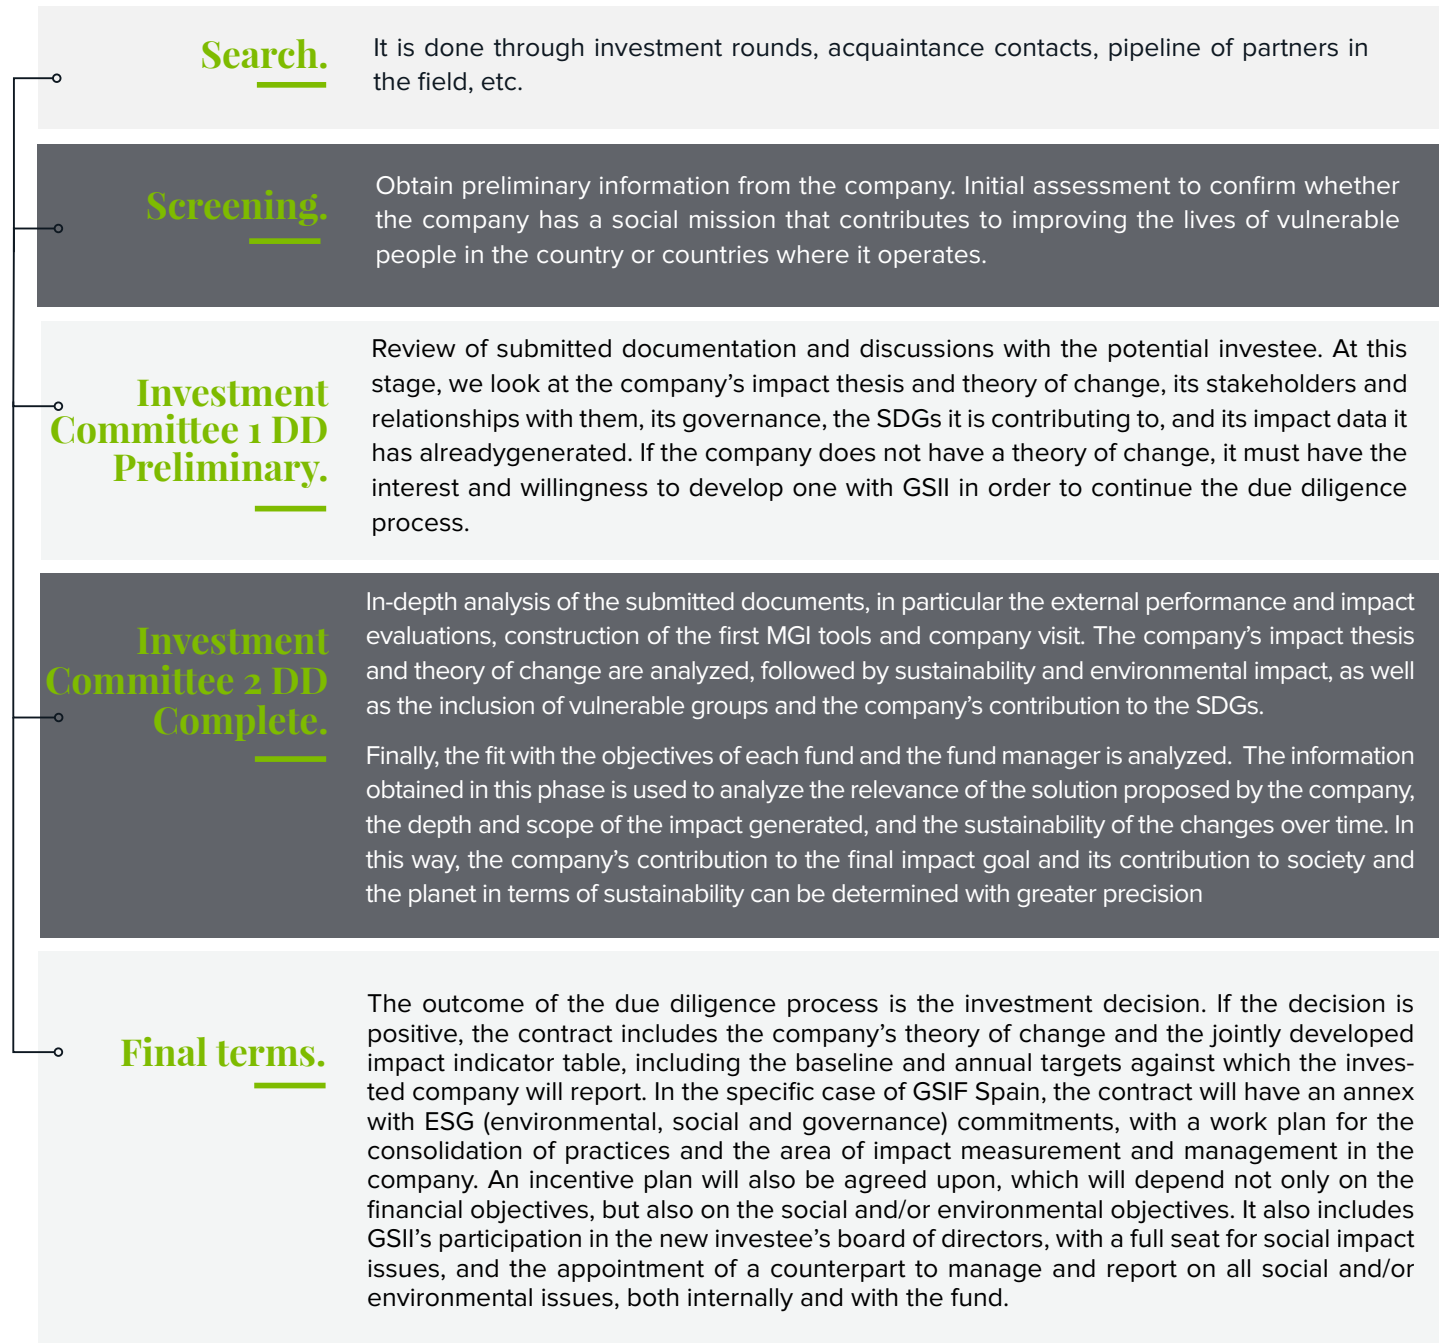 Search.
It is done through investment rounds, acquaintance contacts, pipeline of partners in
the field, etc.
Screening.
Obtain preliminary information from the company. Initial assessment to confirm whether
the company has a social mission that contributes to improving the lives of vulnerable
people in the country or countries where it operates.
Investment
Committee 1 DD
Preliminary.
Review of submitted documentation and discussions with the potential investee. At this
stage, we look at the company's impact thesis and theory of change, its stakeholders and
relationships with them, its governance, the SDGs it is contributing to, and its impact data it
has alreadygenerated. If the company does not have a theory of change, it must have the
interest and willingness to develop one with GSII in order to continue the due diligence
process.
Investment
Committee 2 DD
Complete.
In-depth analysis of the submitted documents, in particular the external performance and impact
evaluations, construction of the first MGI tools and company visit. The company's impact thesis
and theory of change are analyzed, followed by sustainability and environmental impact, as well
as the inclusion of vulnerable groups and the company's contribution to the SDGs.
Finally, the fit with the objectives of each fund and the fund manager is analyzed. The information
obtained in this phase is used to analyze the relevance of the solution proposed by the company,
the depth and scope of the impact generated, and the sustainability of the changes over time. In
this way, the company's contribution to the final impact goal and its contribution to society and
the planet in terms of sustainability can be determined with greater precision
Final terms.
The outcome of the due diligence process is the investment decision. If the decision is
positive, the contract includes the company's theory of change and the jointly developed
impact indicator table, including the baseline and annual targets against which the inves-
ted company will report. In the specific case of GSIF Spain, the contract will have an annex
with ESG (environmental, social and governance) commitments, with a work plan for the
consolidation of practices and the area of impact measurement and management in the
company. An incentive plan will also be agreed upon, which will depend not only on the
financial objectives, but also on the social and/or environmental objectives. It also includes
GSII's participation in the new investee's board of directors, with a full seat for social impact
issues, and the appointment of a counterpart to manage and report on all social and/or
environmental issues, both internally and with the fund.